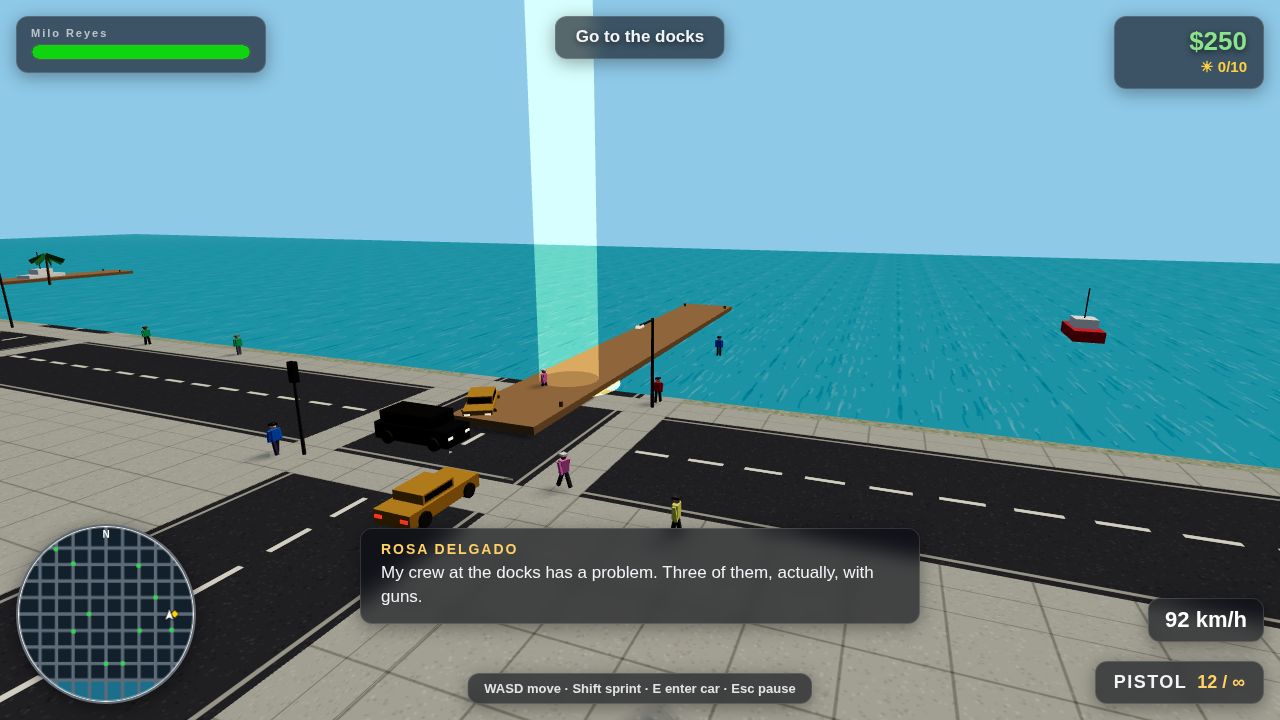 Milo Reyes
Go to the docks
$250
☀ 0/10
ROSA DELGADO
My crew at the docks has a problem. Three of them, actually, with
guns.
N
92 km/h
WASD move · Shift sprint · E enter car · Esc pause
PISTOL 12 / ∞